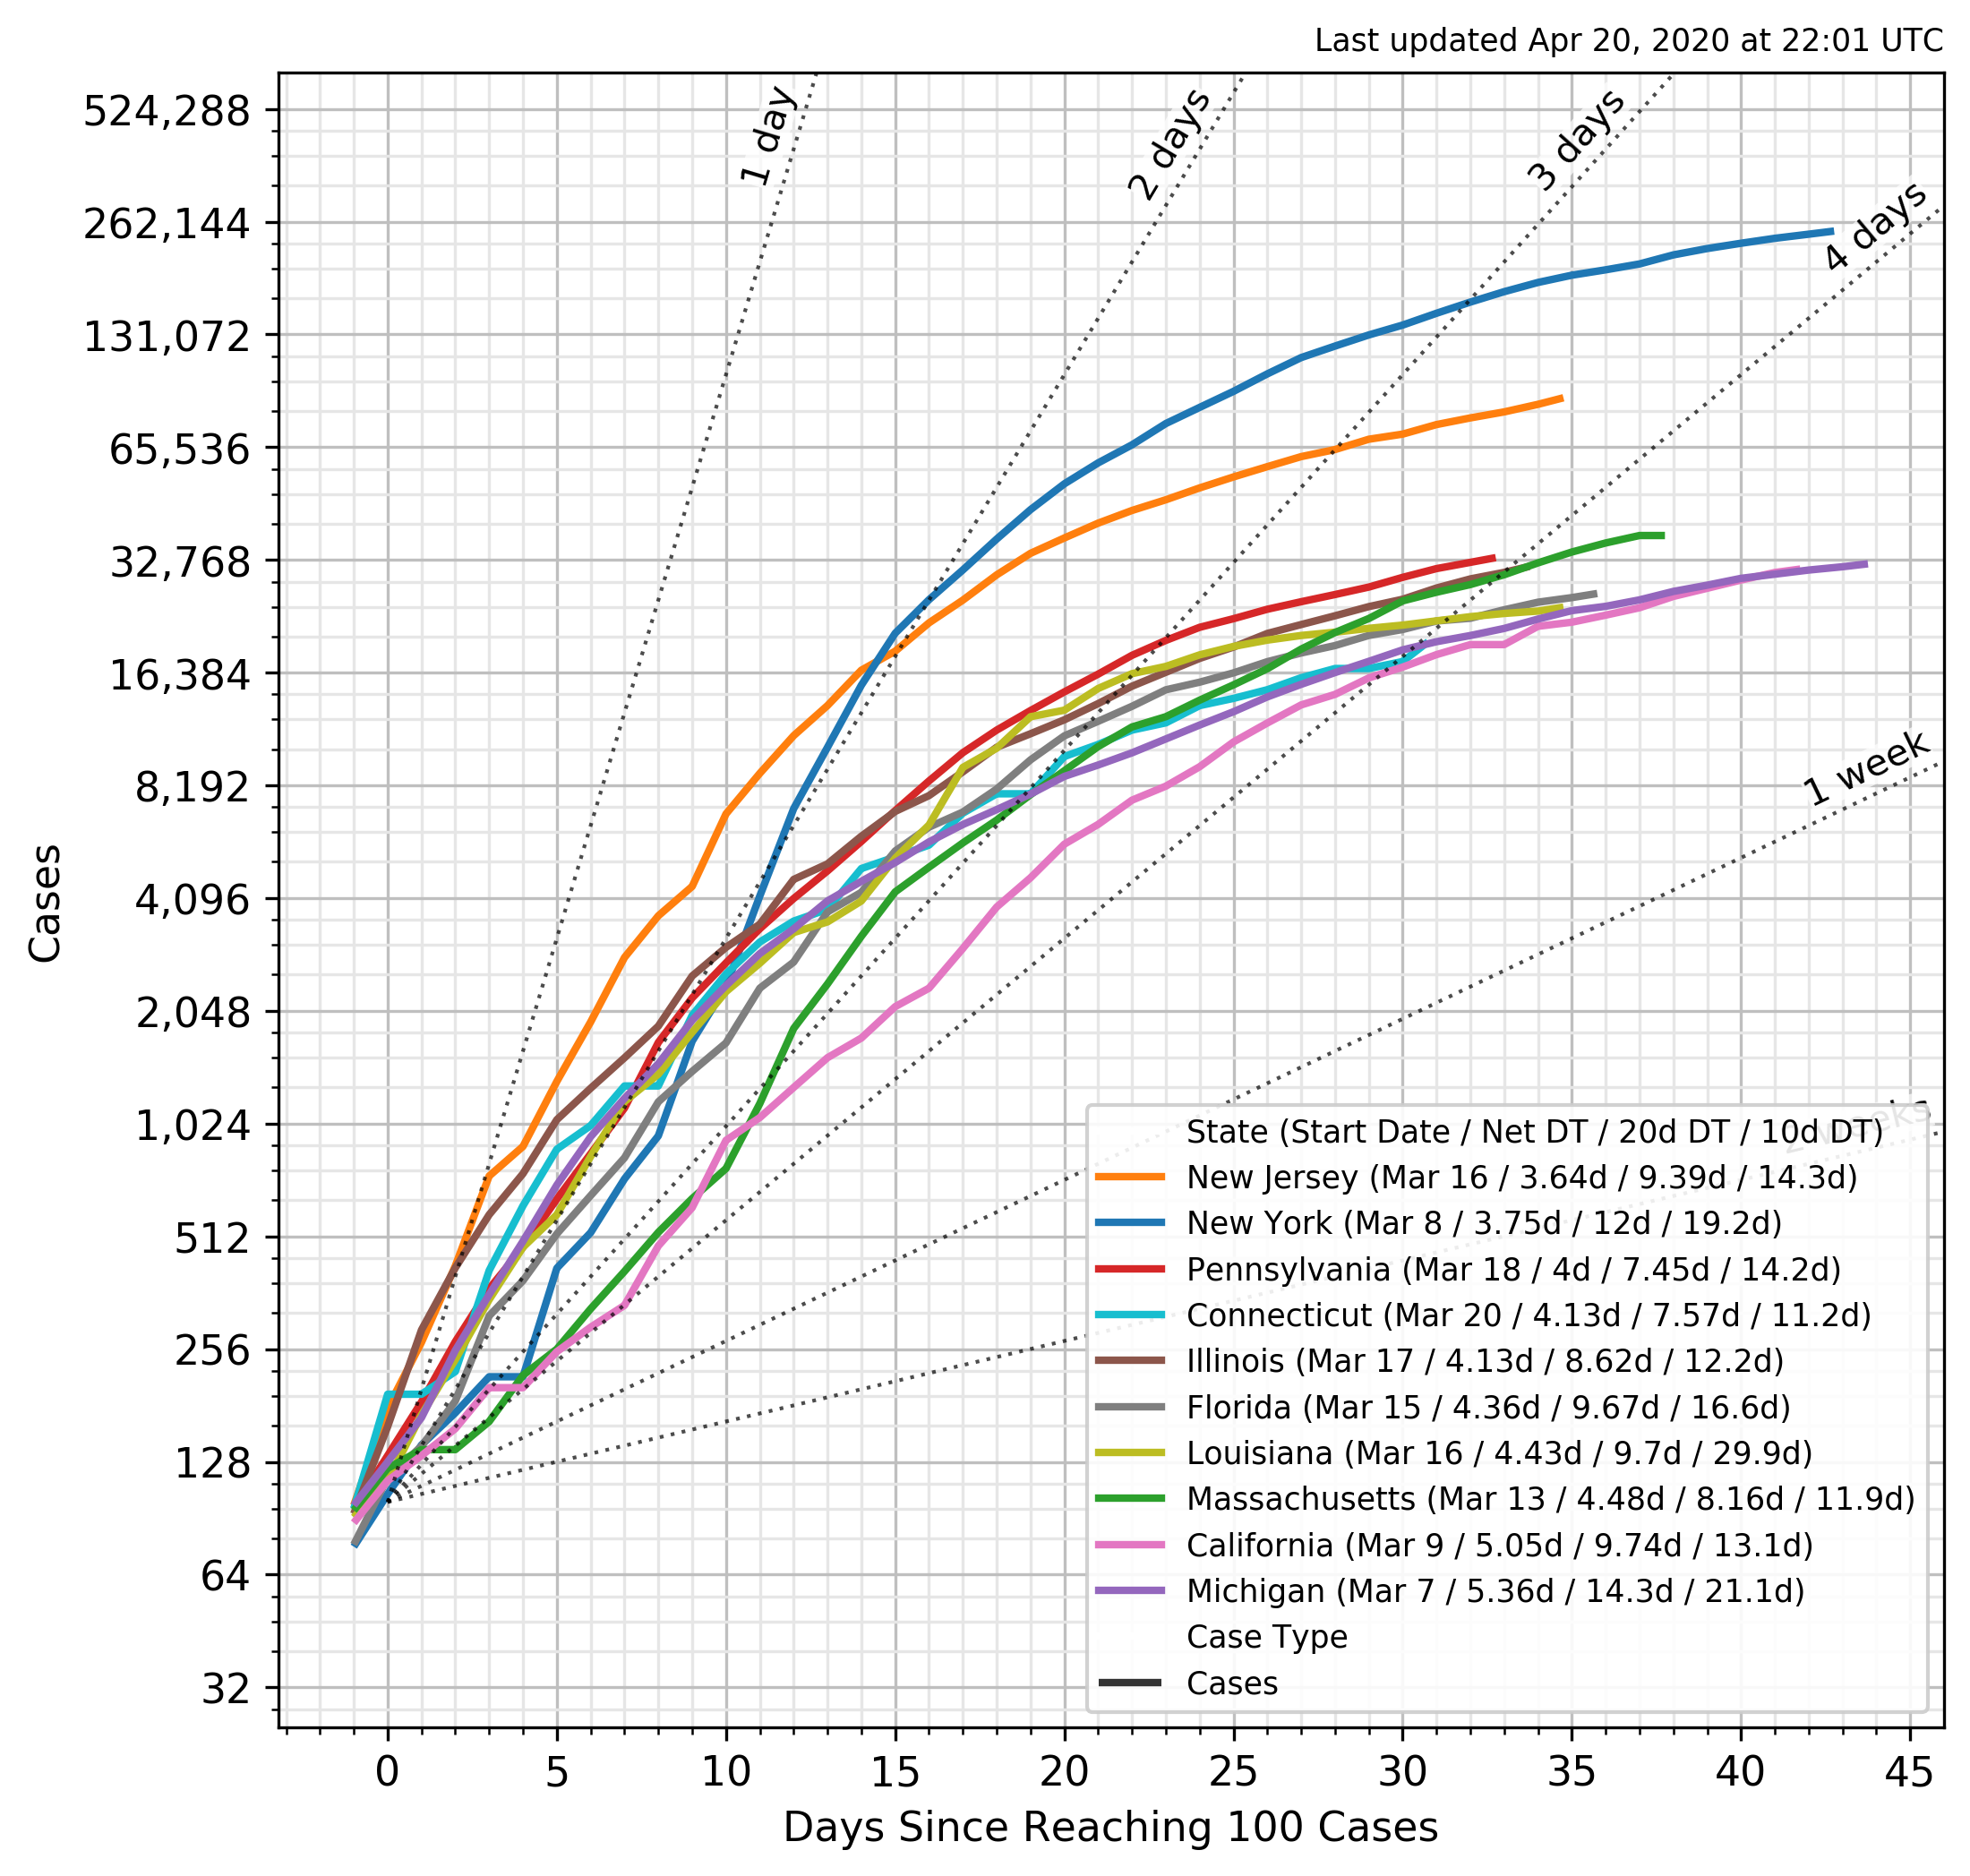 Last updated Apr 20, 2020 at 22:01 UTC
524,288
262,144
131,072
65,536
32,768
16,384
8,192
4,096
2,048
1,024
512
256
128
64
32
Cases
1 day
2 days
3 days
4 days
1 week
2 weeks
State (Start Date / Net DT / 20d DT / 10d DT)
New Jersey (Mar 16 / 3.64d / 9.39d / 14.3d)
New York (Mar 8 / 3.75d / 12d / 19.2d)
Pennsylvania (Mar 18 / 4d / 7.45d / 14.2d)
Connecticut (Mar 20 / 4.13d / 7.57d / 11.2d)
Illinois (Mar 17 / 4.13d / 8.62d / 12.2d)
Florida (Mar 15 / 4.36d / 9.67d / 16.6d)
Louisiana (Mar 16 / 4.43d / 9.7d / 29.9d)
Massachusetts (Mar 13 / 4.48d / 8.16d / 11.9d)
California (Mar 9 / 5.05d / 9.74d / 13.1d)
Michigan (Mar 7 / 5.36d / 14.3d / 21.1d)
Case Type
Cases
0 5 10 15 20 25 30 35 40 45
Days Since Reaching 100 Cases